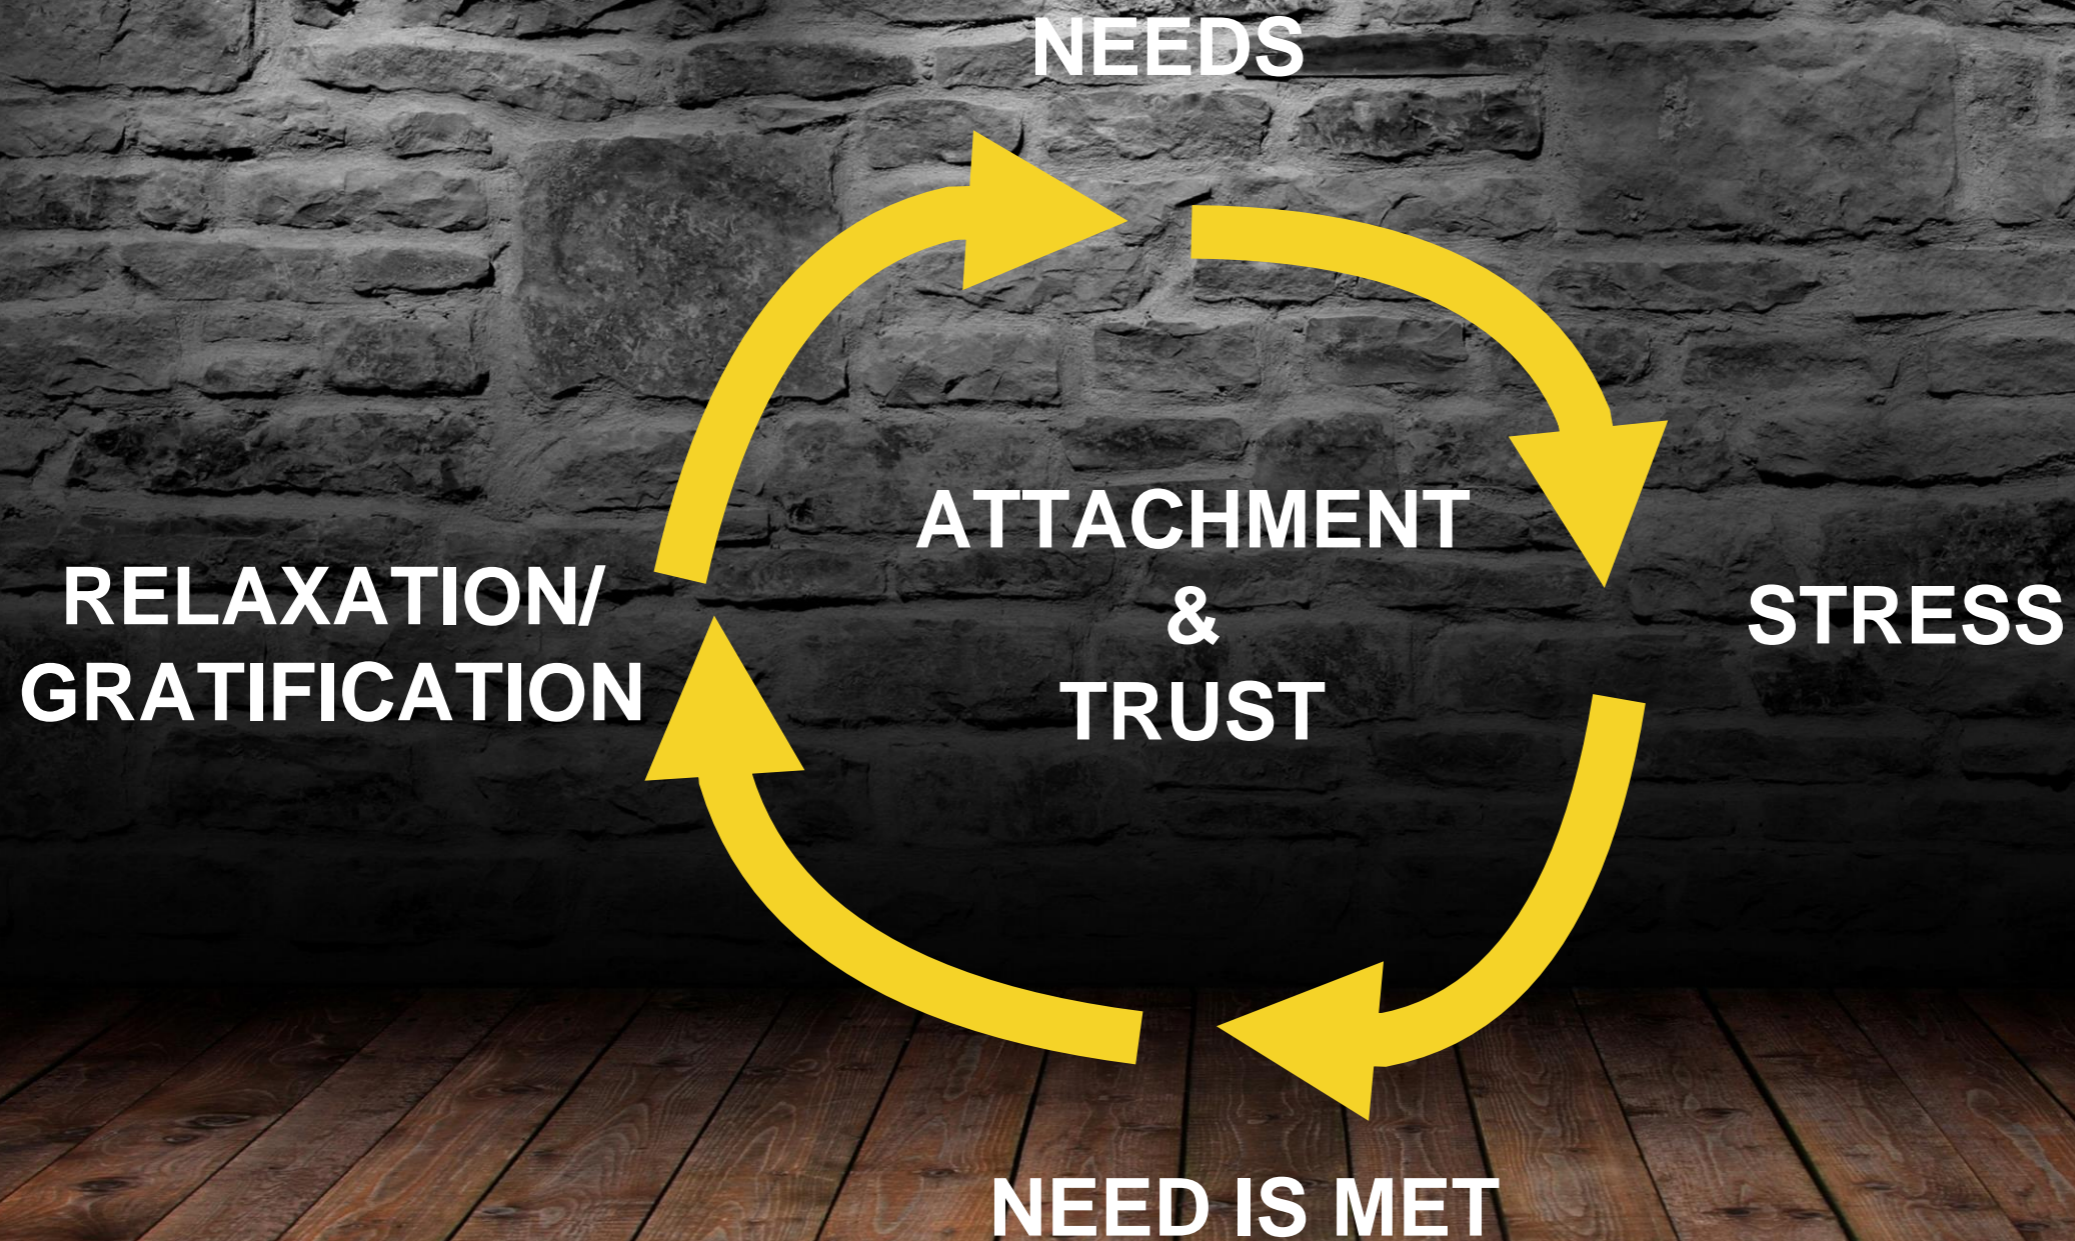 NEEDS
ATTACHMENT
&
TRUST
RELAXATION/
GRATIFICATION
STRESS
NEED IS MET